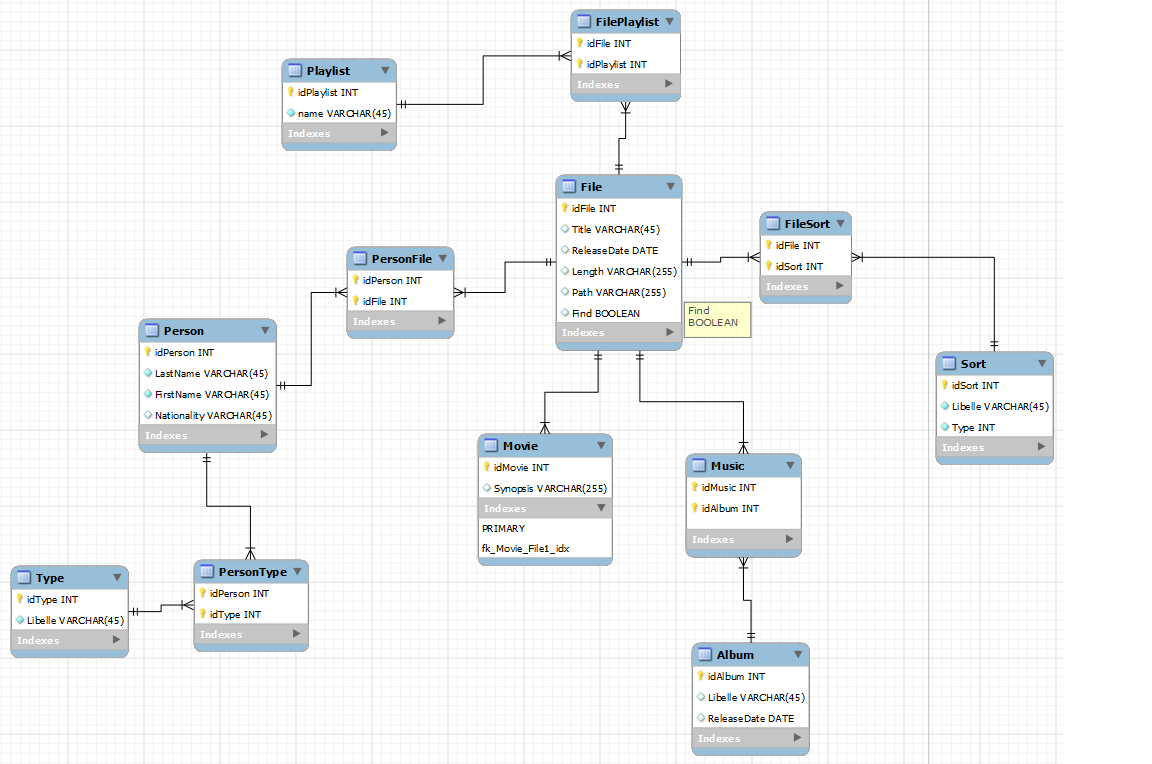 FilePlaylist
idFile INT
idPlaylist INT
Indexes
Playlist
idPlaylist INT
name VARCHAR(45)
Indexes
File
idFile INT
Title VARCHAR(45)
ReleaseDate DATE
Length VARCHAR(255)
Path VARCHAR(255)
Find BOOLEAN
Indexes
Find
BOOLEAN
FileSort
idFile INT
idSort INT
Indexes
PersonFile
idPerson INT
idFile INT
Indexes
Person
idPerson INT
LastName VARCHAR(45)
FirstName VARCHAR(45)
Nationality VARCHAR(45)
Indexes
Sort
idSort INT
Libelle VARCHAR(45)
Type INT
Indexes
Movie
idMovie INT
Synopsis VARCHAR(255)
Indexes
PRIMARY
fk_Movie_File1_idx
Music
idMusic INT
idAlbum INT
Indexes
Type
idType INT
Libelle VARCHAR(45)
Indexes
PersonType
idPerson INT
idType INT
Indexes
Album
idAlbum INT
Libelle VARCHAR(45)
ReleaseDate DATE
Indexes